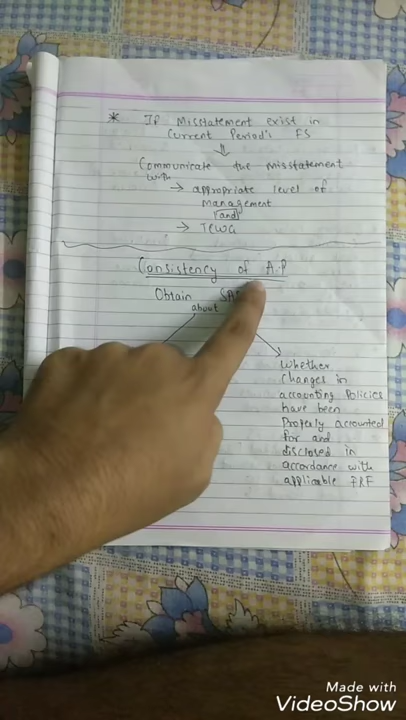 * If Misstatement exist in
Current Period's FS
⇓
Communicate the misstatement
with
→ appropriate level of
management
and
→ TCWG
Consistency of A.P
Obtain
about
Whether
changes in
accounting Policies
have been
Properly accounted
for and
disclosed in
accordance with
applicable FRF
Made with
VideoShow